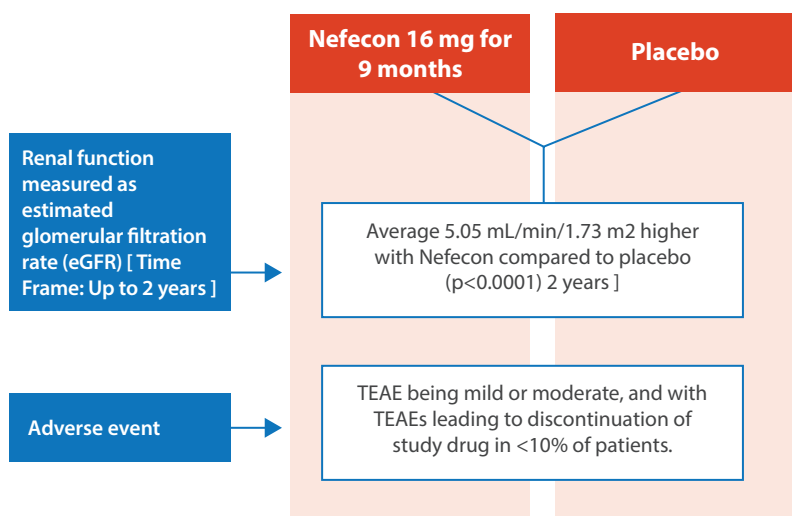 Nefecon 16 mg for
9 months
Placebo
Renal function
measured as
estimated
glomerular filtration
rate (eGFR) [ Time
Frame: Up to 2 years ]
Average 5.05 mL/min/1.73 m2 higher
with Nefecon compared to placebo
(p<0.0001) 2 years ]
Adverse event
TEAE being mild or moderate, and with
TEAEs leading to discontinuation of
study drug in <10% of patients.